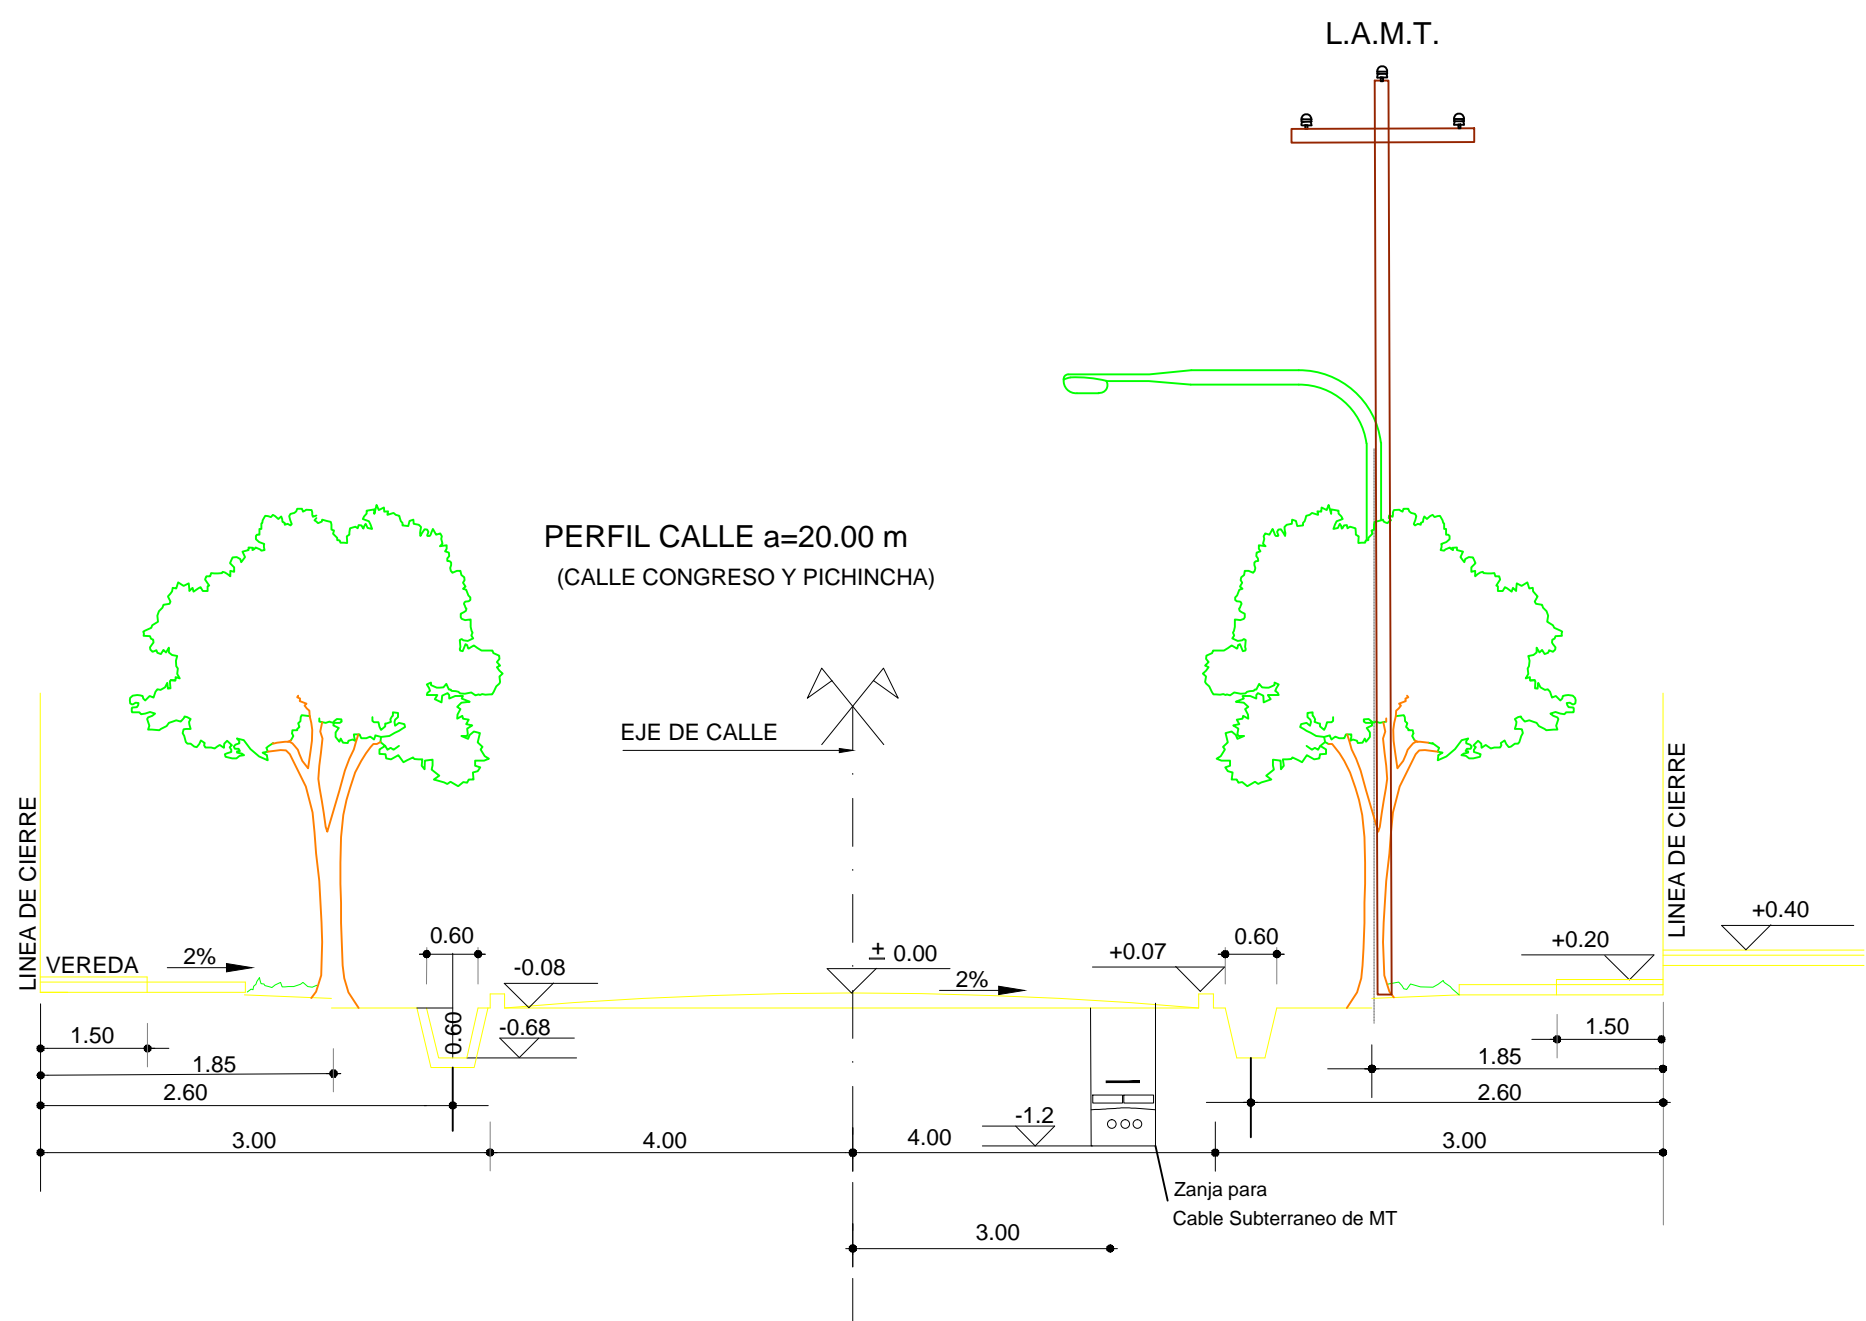 L.A.M.T.
PERFIL CALLE a=20.00 m
(CALLE CONGRESO Y PICHINCHA)
EJE DE CALLE
LINEA DE CIERRE
LINEA DE CIERRE
VEREDA
2%
0.60
-0.08
± 0.00
2%
+0.07
0.60
+0.20
+0.40
0.60
-0.68
1.50
1.85
2.60
3.00
4.00
4.00
-1.2
1.50
1.85
2.60
3.00
Zanja para
Cable Subterraneo de MT
3.00